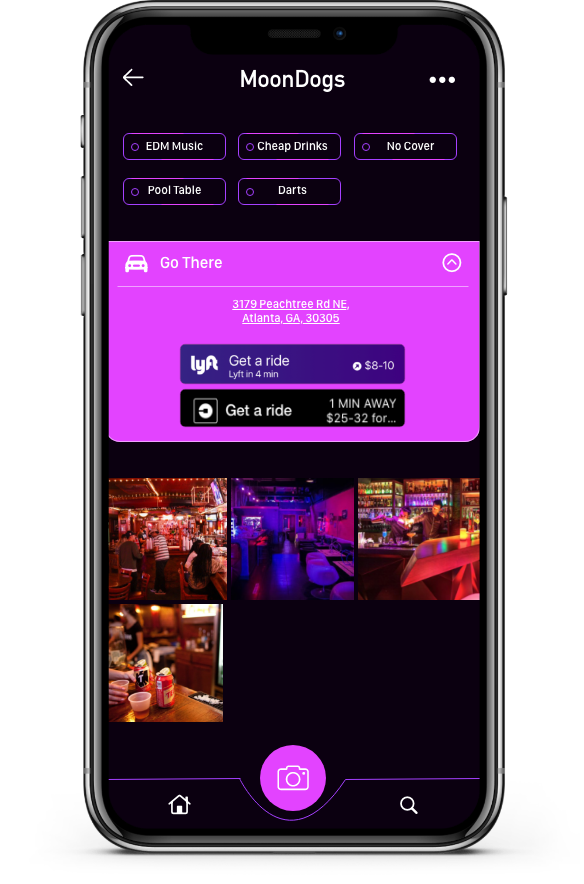 MoonDogs
EDM Music
Cheap Drinks
No Cover
Pool Table
Darts
Go There
3179 Peachtree Rd NE,
Atlanta, GA, 30305
lyft
Get a ride
Lyft in 4 min
$8-10
Get a ride
1 MIN AWAY
$25-32 for...